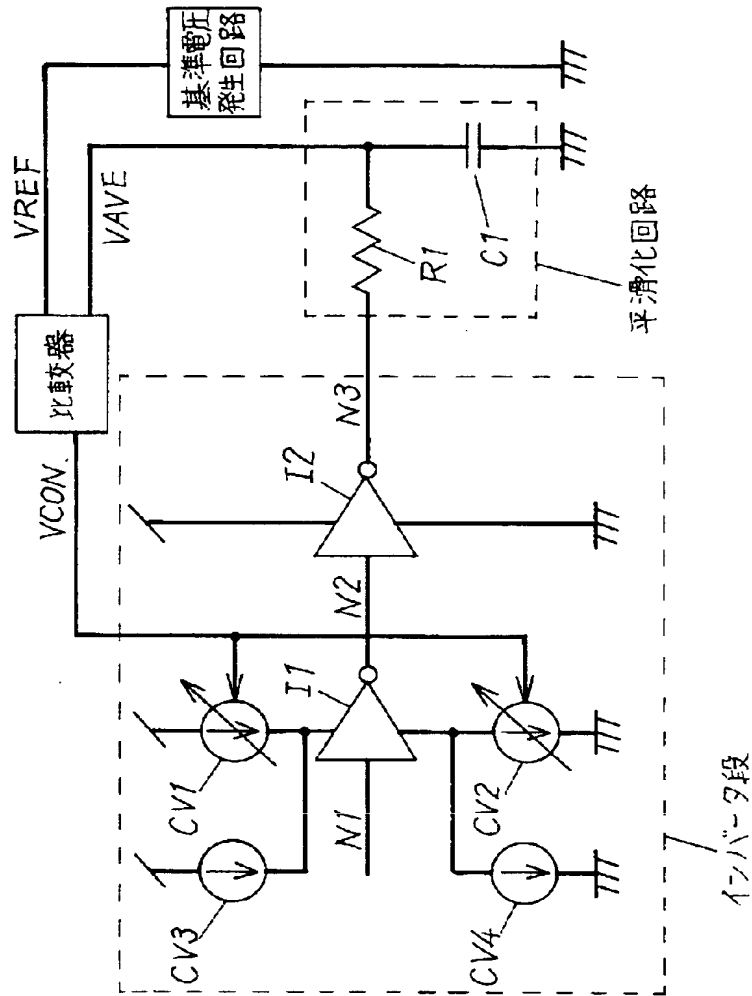 VREF
VAVE
VCON.
比較器
基準電圧
発生回路
R1
C1
平滑化回路
N3
I2
N2
I1
N1
CV1
CV2
CV3
CV4
インバータ段